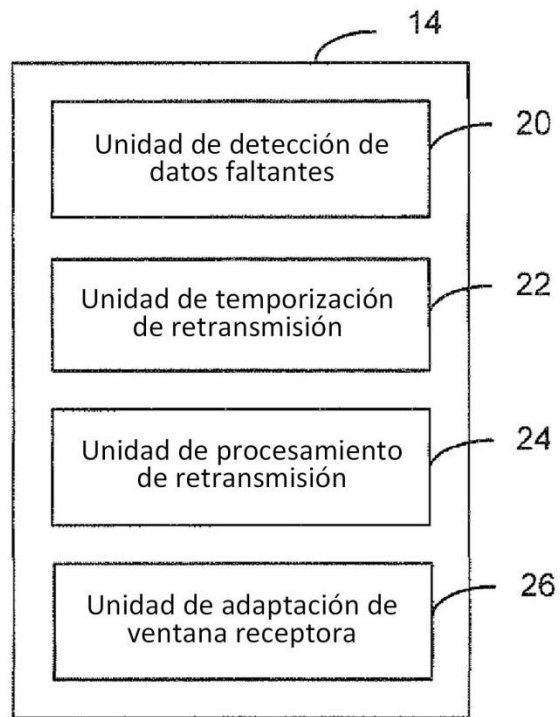 14
Unidad de detección de
datos faltantes
20
Unidad de temporización
de retransmisión
22
Unidad de procesamiento
de retransmisión
24
Unidad de adaptación de
ventana receptora
26